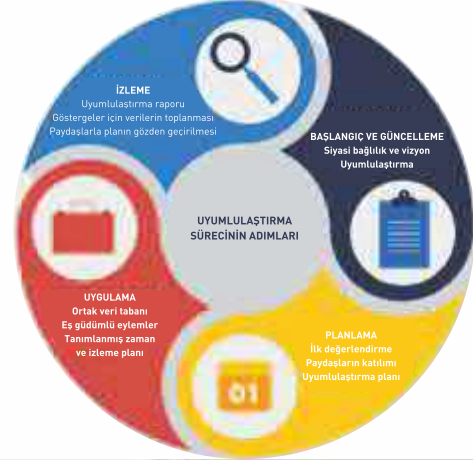 İZLEME
Uyumulaştırma raporu
Göstergeler için verilerin toplanması
Paydaşlarla planın gözden geçirilmesi
BAŞLANGIÇ VE GÜNCELLEME
Siyasi bağlılık ve vizyon
Uyumlulaştırma
UYUMLULAŞTIRMA
SÜRECİNİN ADIMLARI
UYGULAMA
Ortak veri tabanı
Eş güdümlü eylemler
Tanımlanmış zaman
ve izleme planı
PLANLAMA
İlk değerlendirme
Paydaşların katılımı
Uyumlulaştırma planı
01